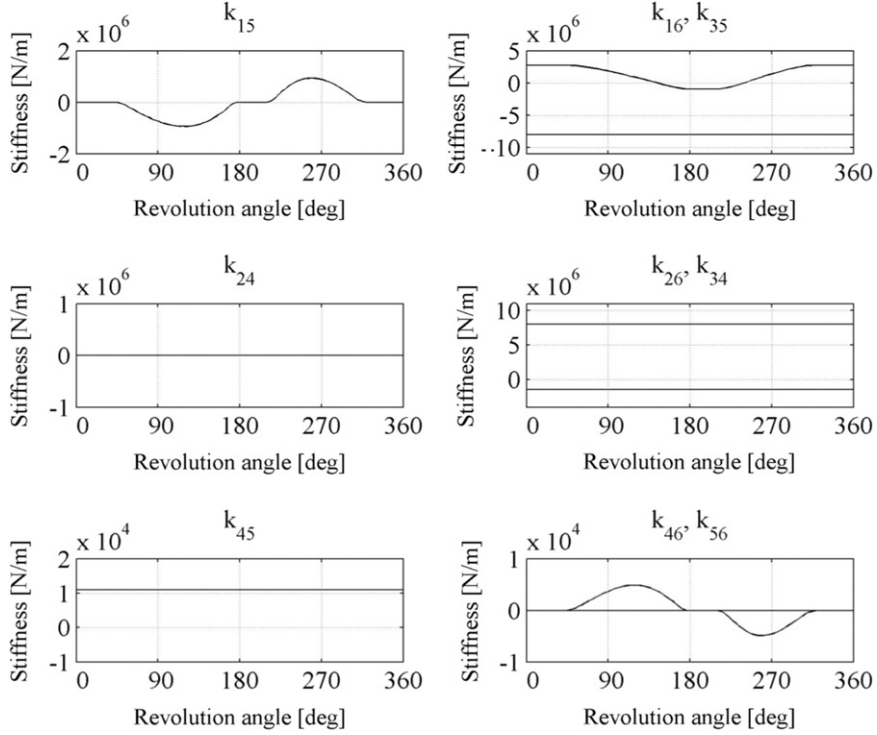 k15
x 10^6
Stiffness [N/m]
2
0
-2
0 90 180 270 360
Revolution angle [deg]
k16, k35
x 10^6
Stiffness [N/m]
5
0
-5
-10
0 90 180 270 360
Revolution angle [deg]
k24
x 10^6
Stiffness [N/m]
1
0
-1
0 90 180 270 360
Revolution angle [deg]
k26, k34
x 10^6
Stiffness [N/m]
10
5
0
0 90 180 270 360
Revolution angle [deg]
k45
x 10^4
Stiffness [N/m]
2
1
0
-1
0 90 180 270 360
Revolution angle [deg]
k46, k56
x 10^4
Stiffness [N/m]
1
0
-1
0 90 180 270 360
Revolution angle [deg]